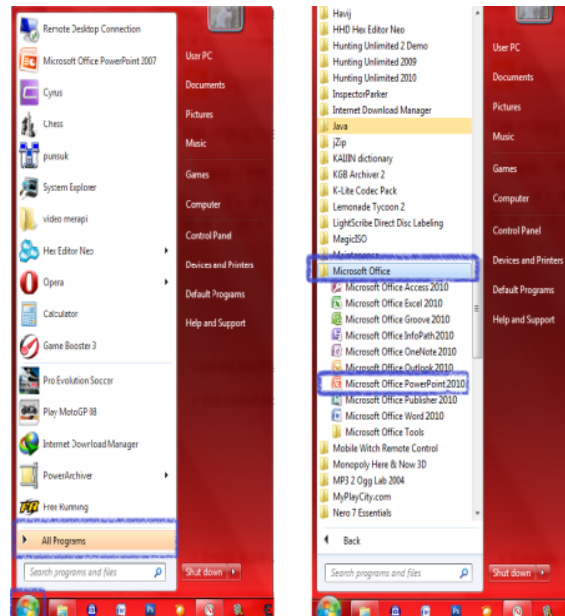 Remote Desktop Connection
Microsoft Office PowerPoint 2007
Cyrus
Chess
punsuk
System Explorer
video merapi
Hex Editor Neo
Opera
Calculator
Game Booster 3
Pro Evolution Soccer
Play MotoGP 08
Internet Download Manager
PowerArchiver
Free Running
All Programs
Search programs and files
User PC
Documents
Pictures
Music
Games
Computer
Control Panel
Devices and Printers
Default Programs
Help and Support
Shut down
Havij
HHD Hex Editor Neo
Hunting Unlimited 2 Demo
Hunting Unlimited 2009
Hunting Unlimited 2010
InspectorParker
Internet Download Manager
Java
jZip
KAIJIN dictionary
KGB Archiver 2
K-Lite Codec Pack
Lemonade Tycoon 2
LightScribe Direct Disc Labeling
MagicISO
Maintenance
Microsoft Office
Microsoft Office Access 2010
Microsoft Office Excel 2010
Microsoft Office Groove 2010
Microsoft Office InfoPath 2010
Microsoft Office OneNote 2010
Microsoft Office Outlook 2010
Microsoft Office PowerPoint 2010
Microsoft Office Publisher 2010
Microsoft Office Word 2010
Microsoft Office Tools
Mobile Witch Remote Control
Monopoly Here & Now 3D
MP3 2 Ogg Lab 2004
MyPlayCity.com
Nero 7 Essentials
Back
Search programs and files
User PC
Documents
Pictures
Music
Games
Computer
Control Panel
Devices and Printers
Default Programs
Help and Support
Shut down